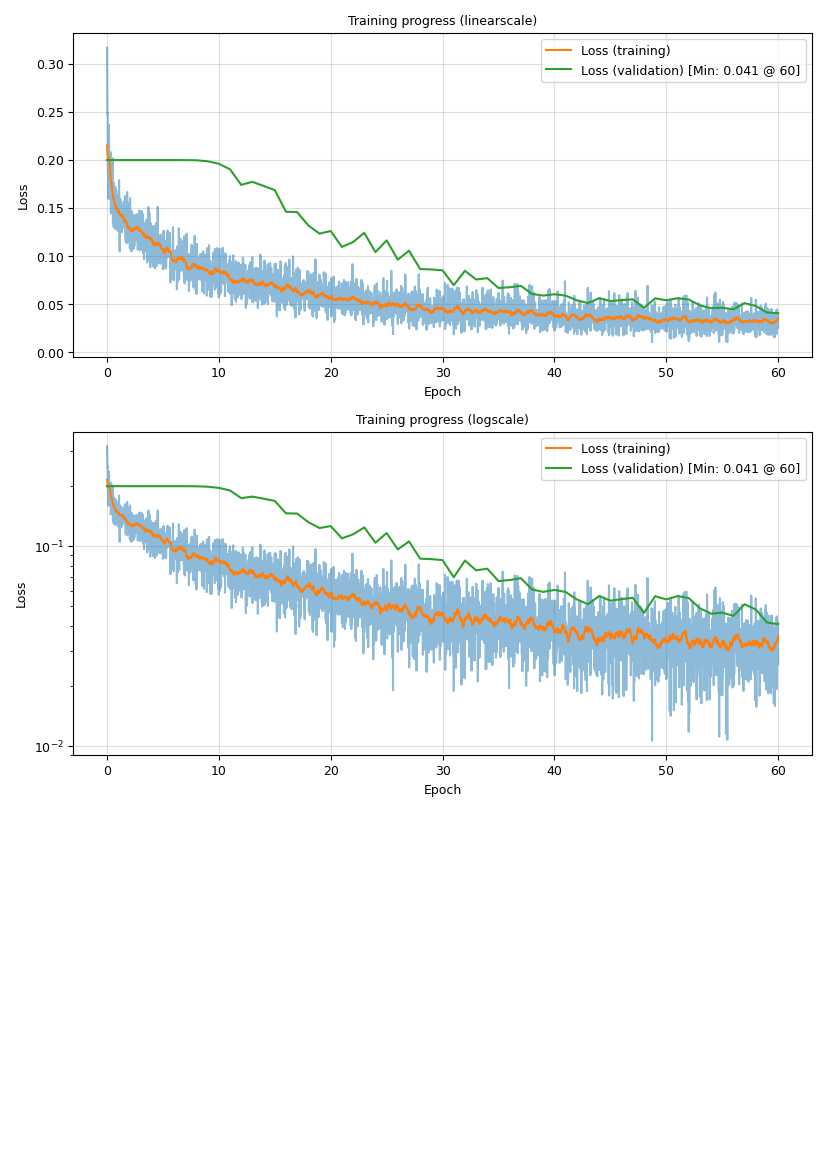 Training progress (linearscale)
Loss (training)
Loss (validation) [Min: 0.041 @ 60]
0.30
0.25
0.20
0.15
0.10
0.05
0.00
Loss
0 10 20 30 40 50 60
Epoch
Training progress (logscale)
Loss (training)
Loss (validation) [Min: 0.041 @ 60]
10⁻¹
10⁻²
Loss
0 10 20 30 40 50 60
Epoch